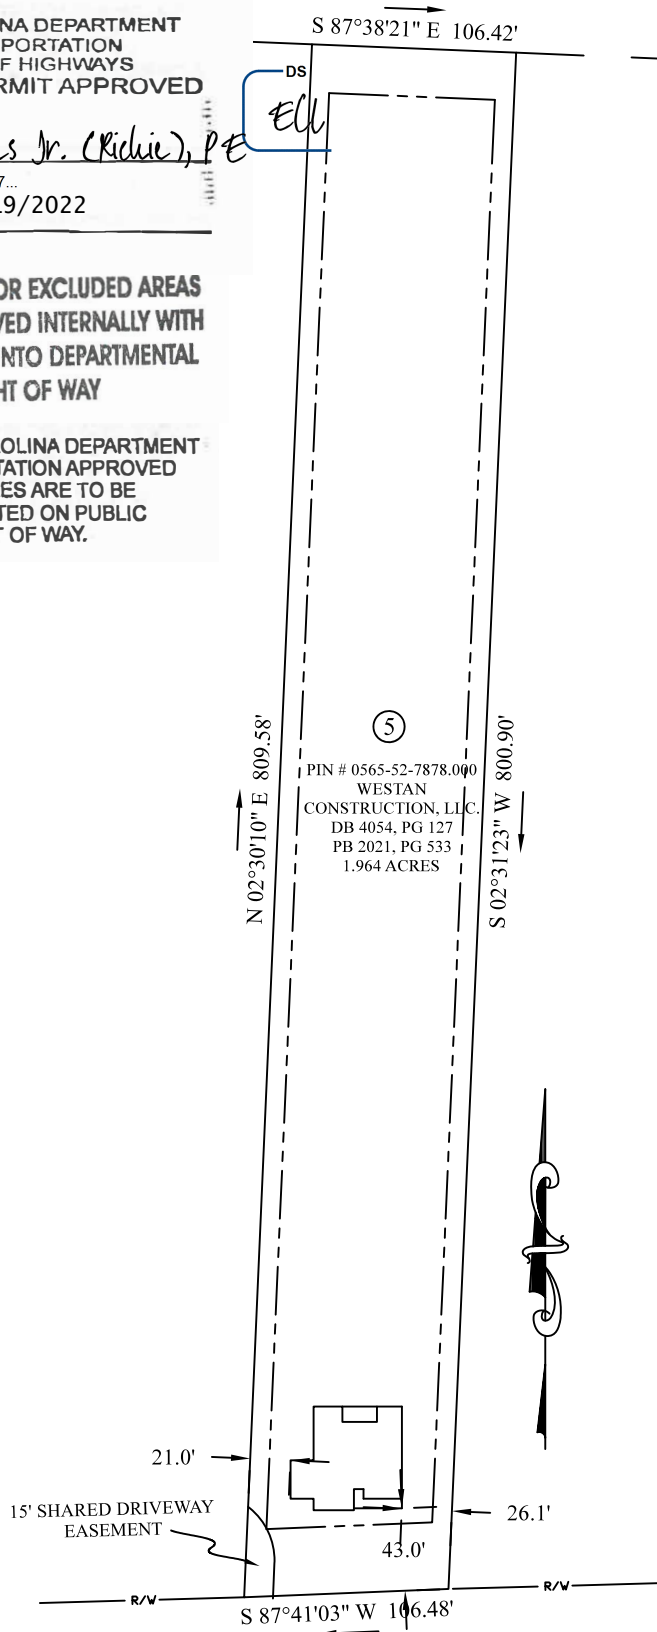 NA DEPARTMENT
PORTATION
F HIGHWAYS
RMIT APPROVED
DS
ECU
s Jr. (Richie), PE
7...
19/2022
OR EXCLUDED AREAS
VED INTERNALLY WITH
NTO DEPARTMENTAL
HT OF WAY
OLINA DEPARTMENT
TATION APPROVED
ES ARE TO BE
TED ON PUBLIC
T OF WAY.
S 87°38'21" E 106.42'
N 02°30'10" E 809.58'
S 02°31'23" W 800.90'
5
PIN # 0565-52-7878.000
WESTAN
CONSTRUCTION, LLC.
DB 4054, PG 127
PB 2021, PG 533
1.964 ACRES
21.0'
15' SHARED DRIVEWAY
EASEMENT
26.1'
43.0'
R/W
R/W
S 87°41'03" W 106.48'